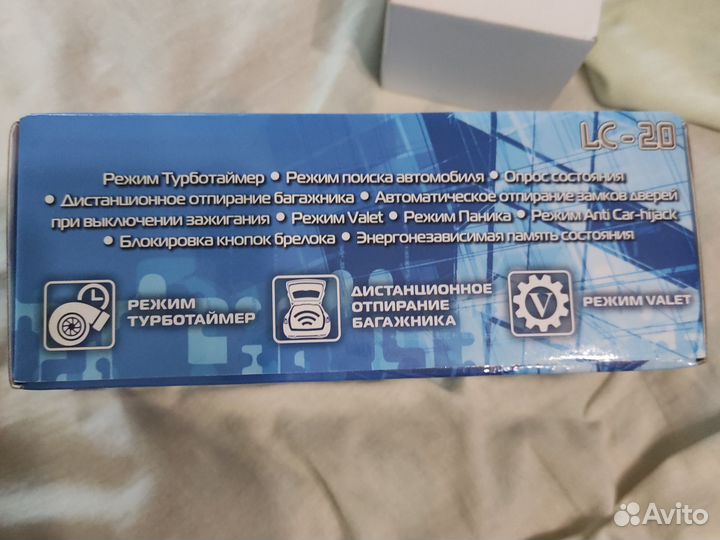 LC-20
Режим Турботаймер • Режим поиска автомобиля • Опрос состояния
• Дистанционное отпирание багажника • Автоматическое отпирание замков дверей
при выключении зажигания • Режим Valet • Режим Паника • Режим Anti Car-hijack
• Блокировка кнопок брелока • Энергонезависимая память состояния
РЕЖИМ
ТУРБОТАЙМЕР
ДИСТАНЦИОННОЕ
ОТПИРАНИЕ
БАГАЖНИКА
V
РЕЖИМ VALET
Avito